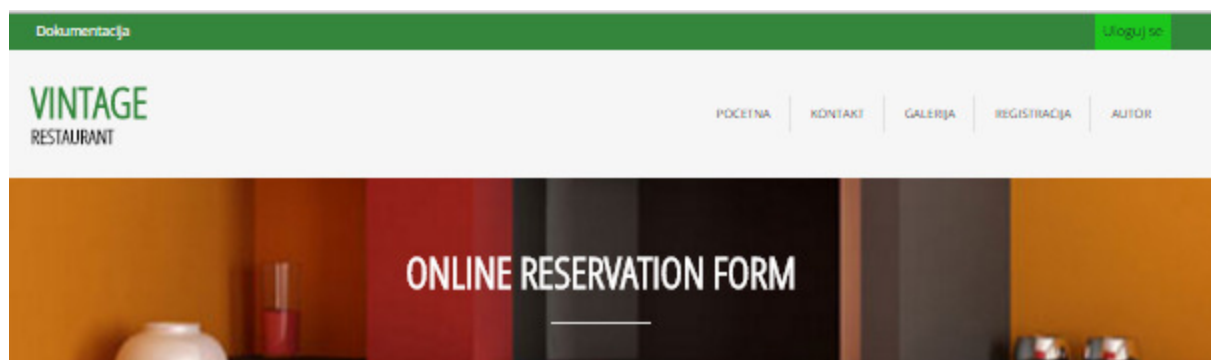 Dokumentacija
Uloguj se
VINTAGE
RESTAURANT
POCETNA
KONTAKT
GALERIJA
REGISTRACIJA
AUTOR
ONLINE RESERVATION FORM